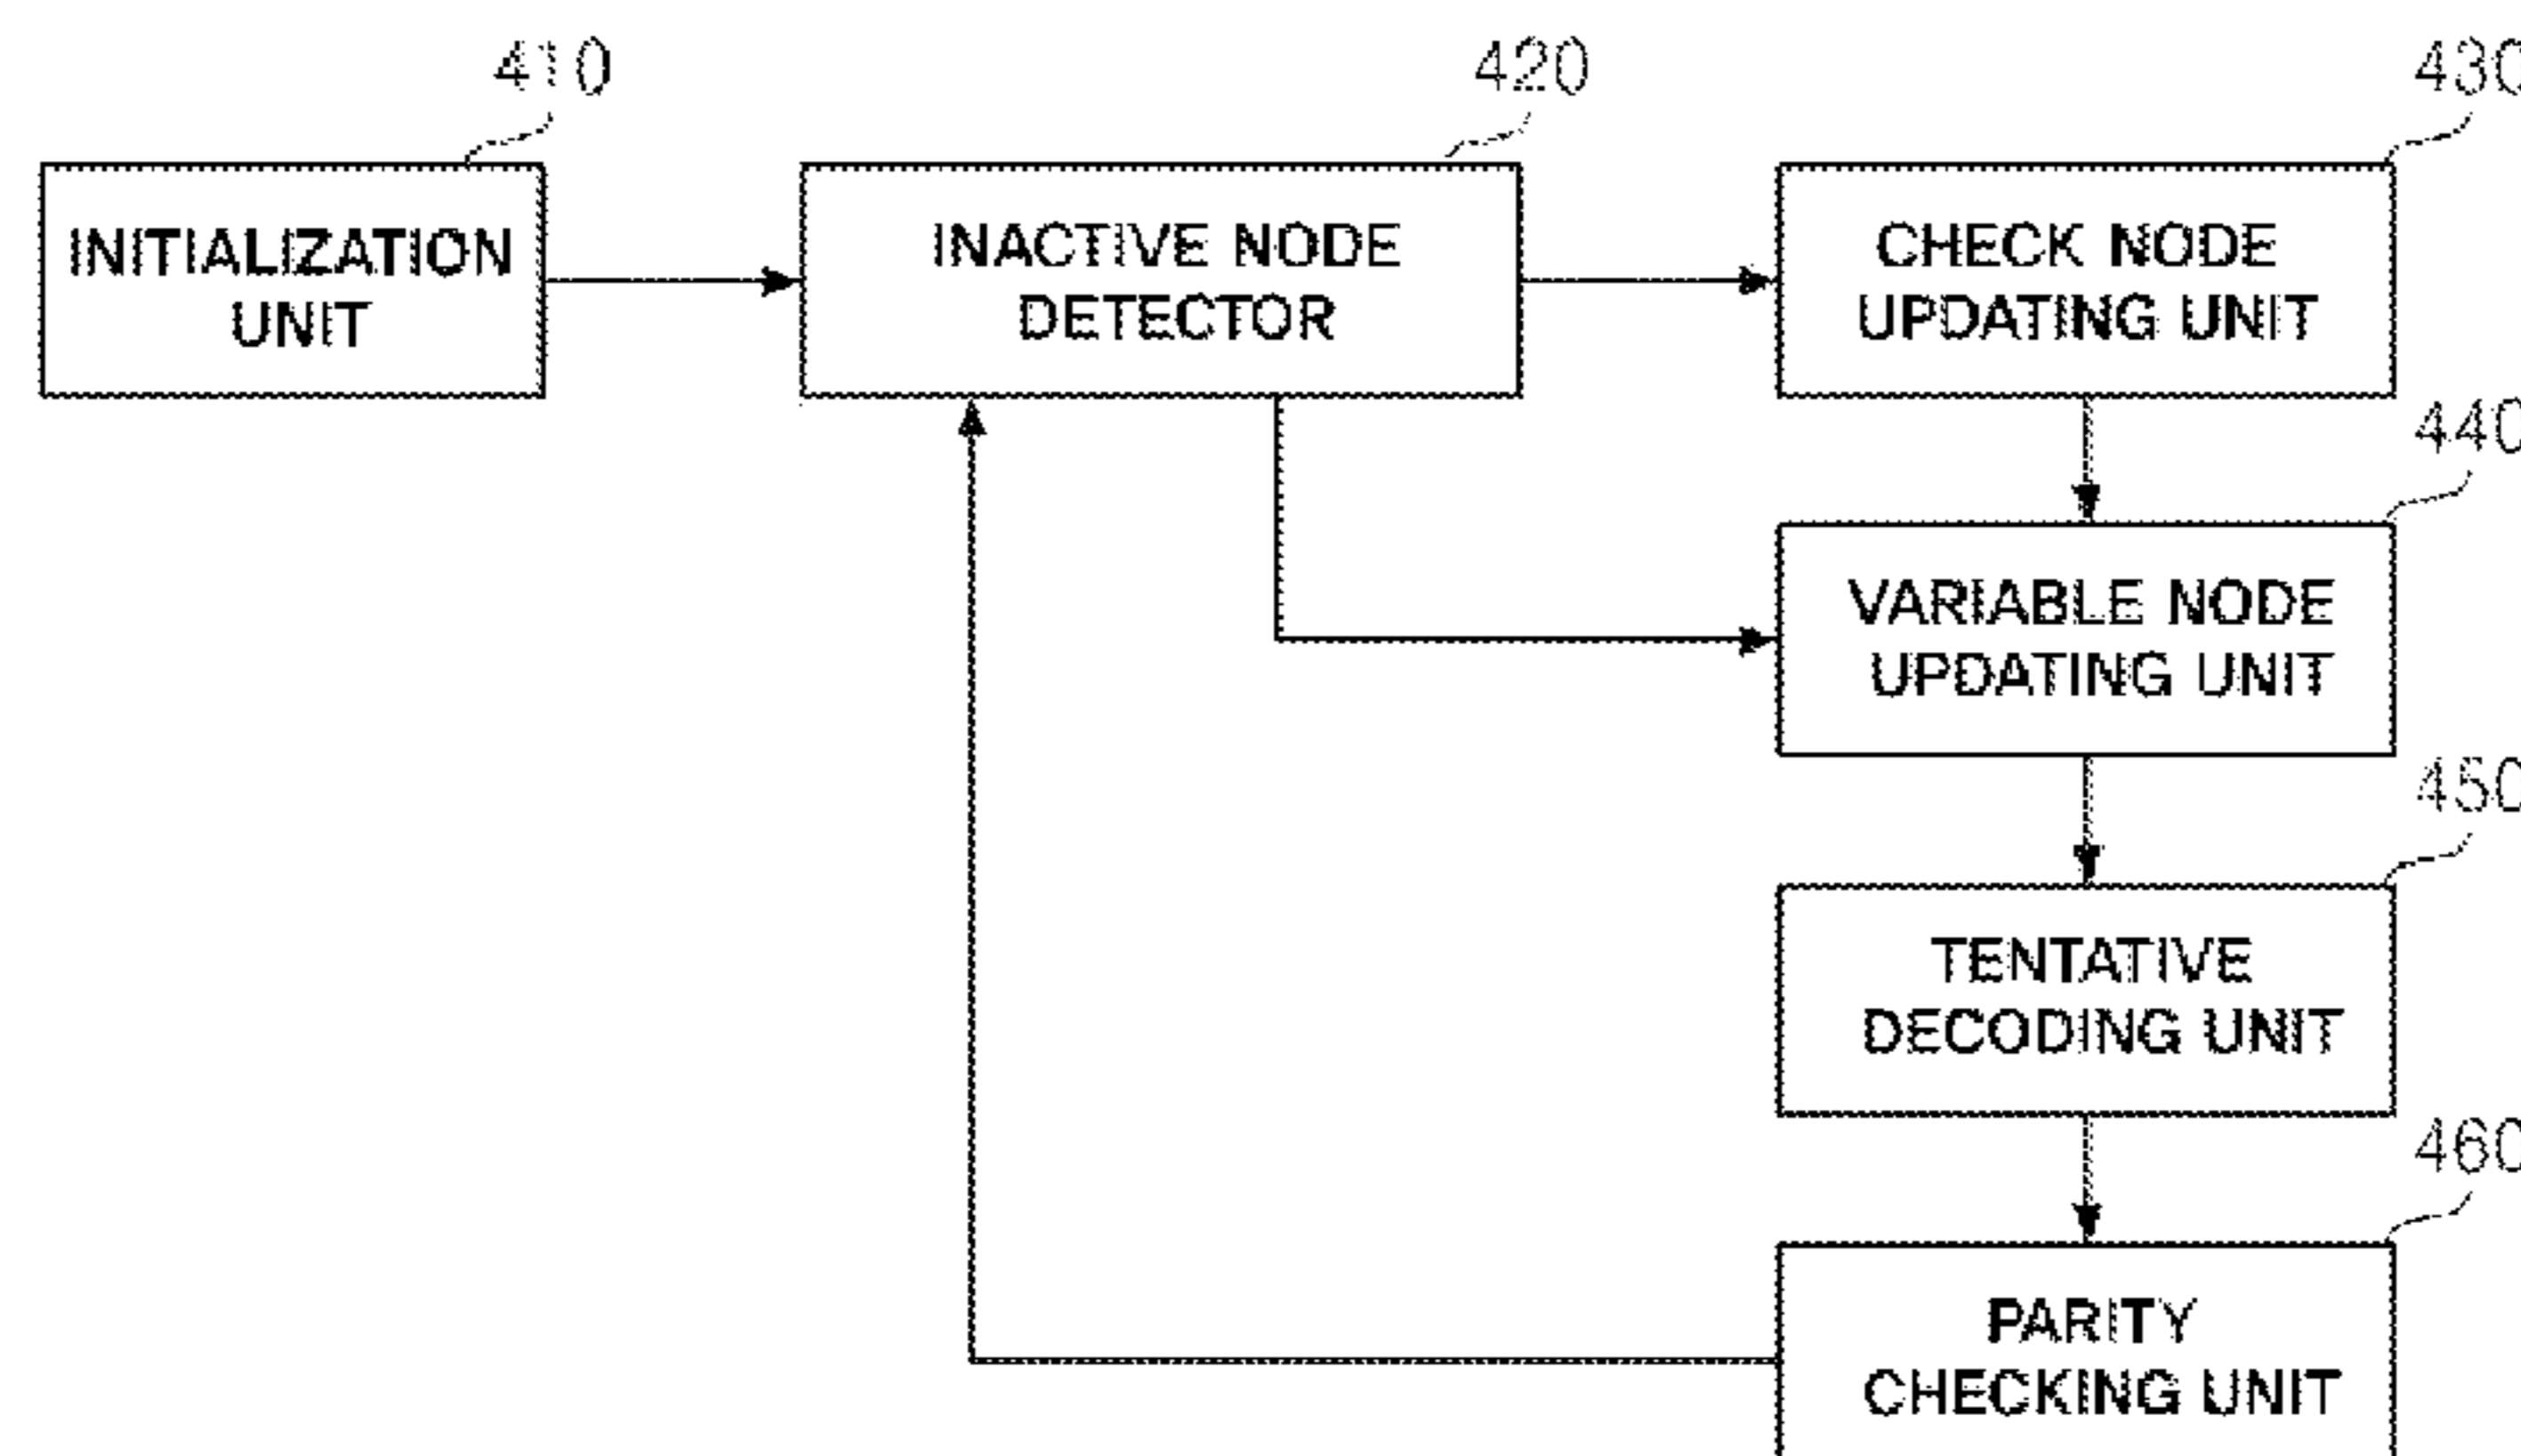 410
420
430
INITIALIZATION
UNIT
INACTIVE NODE
DETECTOR
CHECK NODE
UPDATING UNIT
440
VARIABLE NODE
UPDATING UNIT
450
TENTATIVE
DECODING UNIT
460
PARITY
CHECKING UNIT